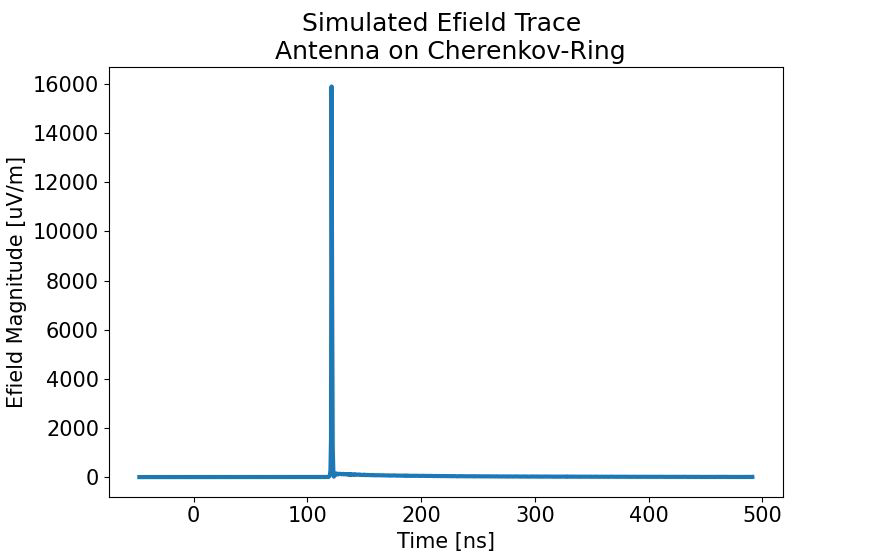 Simulated Efield Trace
Antenna on Cherenkov-Ring
16000
14000
12000
10000
8000
6000
4000
2000
0
Efield Magnitude [uV/m]
0 100 200 300 400 500
Time [ns]